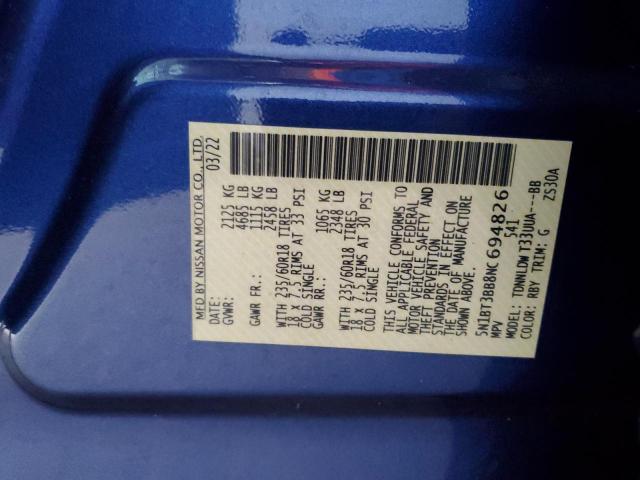 MFD BY NISSAN MOTOR CO., LTD.
DATE: 03/22
GVWR: 2125 KG
4685 LB
GAWR FR.: 1115 KG
2458 LB
WITH 235/60R18 TIRES
18 X 7.5 RIMS AT 33 PSI
COLD SINGLE
GAWR RR.: 1065 KG
2348 LB
WITH 235/60R18 TIRES
18 X 7.5 RIMS AT 30 PSI
COLD SINGLE
THIS VEHICLE CONFORMS TO
ALL APPLICABLE FEDERAL
MOTOR VEHICLE SAFETY AND
THEFT PREVENTION
STANDARDS IN EFFECT ON
THE DATE OF MANUFACTURE
SHOWN ABOVE.
5N1BT3BB8NC694826
MPV 541
MODEL: TDNNLDW T33UUA----BB
COLOR: RBY TRIM: G ZS30A